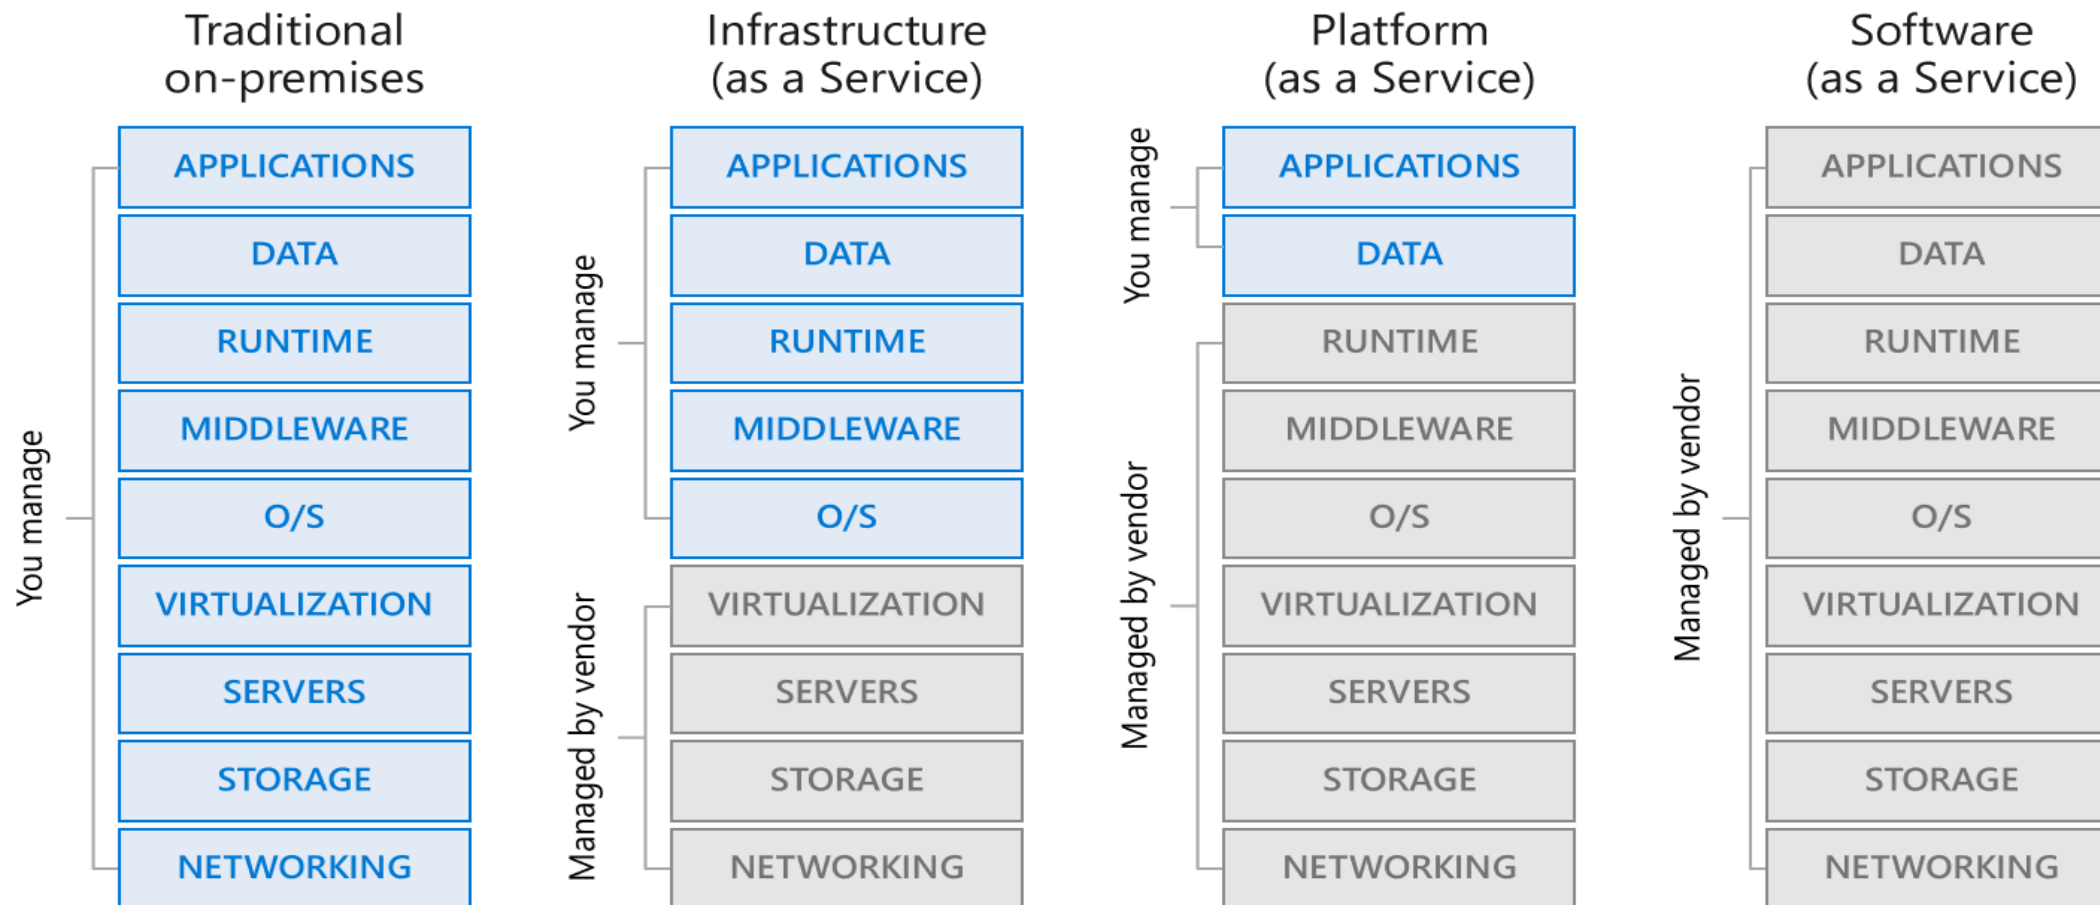 Traditional
on-premises
You manage
APPLICATIONS
DATA
RUNTIME
MIDDLEWARE
O/S
VIRTUALIZATION
SERVERS
STORAGE
NETWORKING
Infrastructure
(as a Service)
You manage
Managed by vendor
APPLICATIONS
DATA
RUNTIME
MIDDLEWARE
O/S
VIRTUALIZATION
SERVERS
STORAGE
NETWORKING
Platform
(as a Service)
You manage
Managed by vendor
APPLICATIONS
DATA
RUNTIME
MIDDLEWARE
O/S
VIRTUALIZATION
SERVERS
STORAGE
NETWORKING
Software
(as a Service)
Managed by vendor
APPLICATIONS
DATA
RUNTIME
MIDDLEWARE
O/S
VIRTUALIZATION
SERVERS
STORAGE
NETWORKING